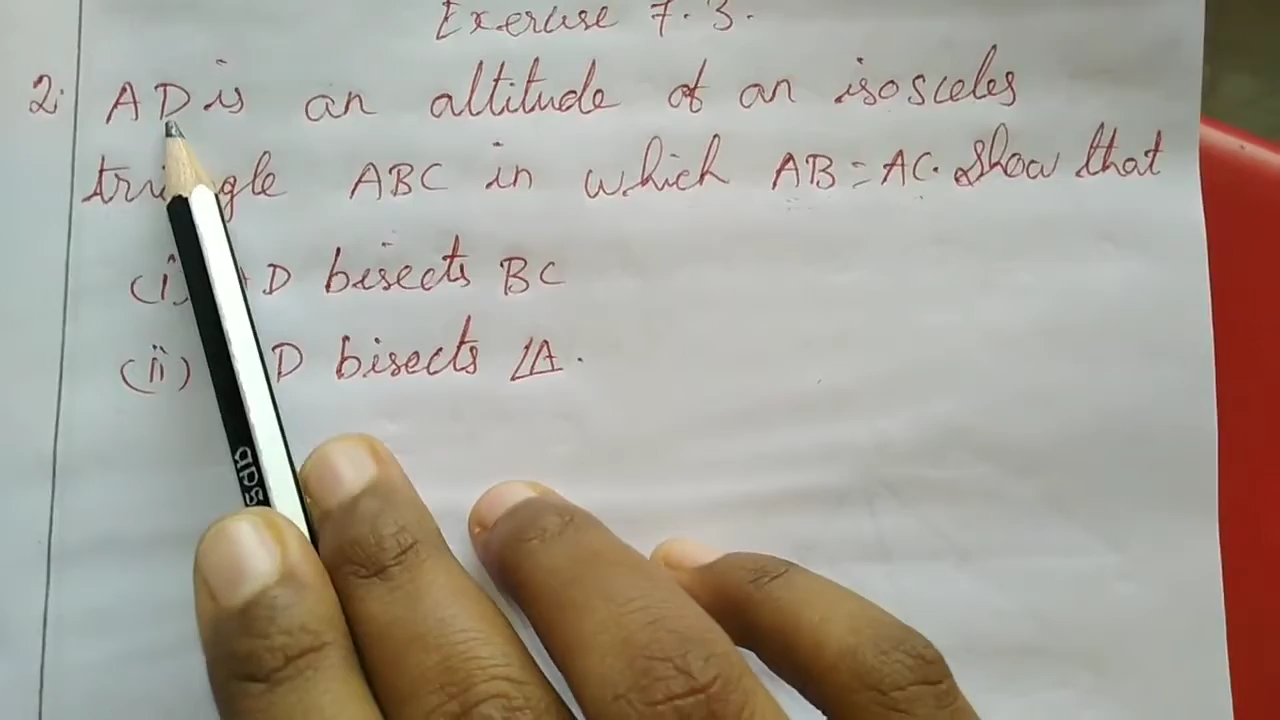 Exercise 7.3.
2. AD is an altitude of an isosceles
triangle ABC in which AB = AC. Show that
(i) AD bisects BC
(ii) D bisects ∠A.